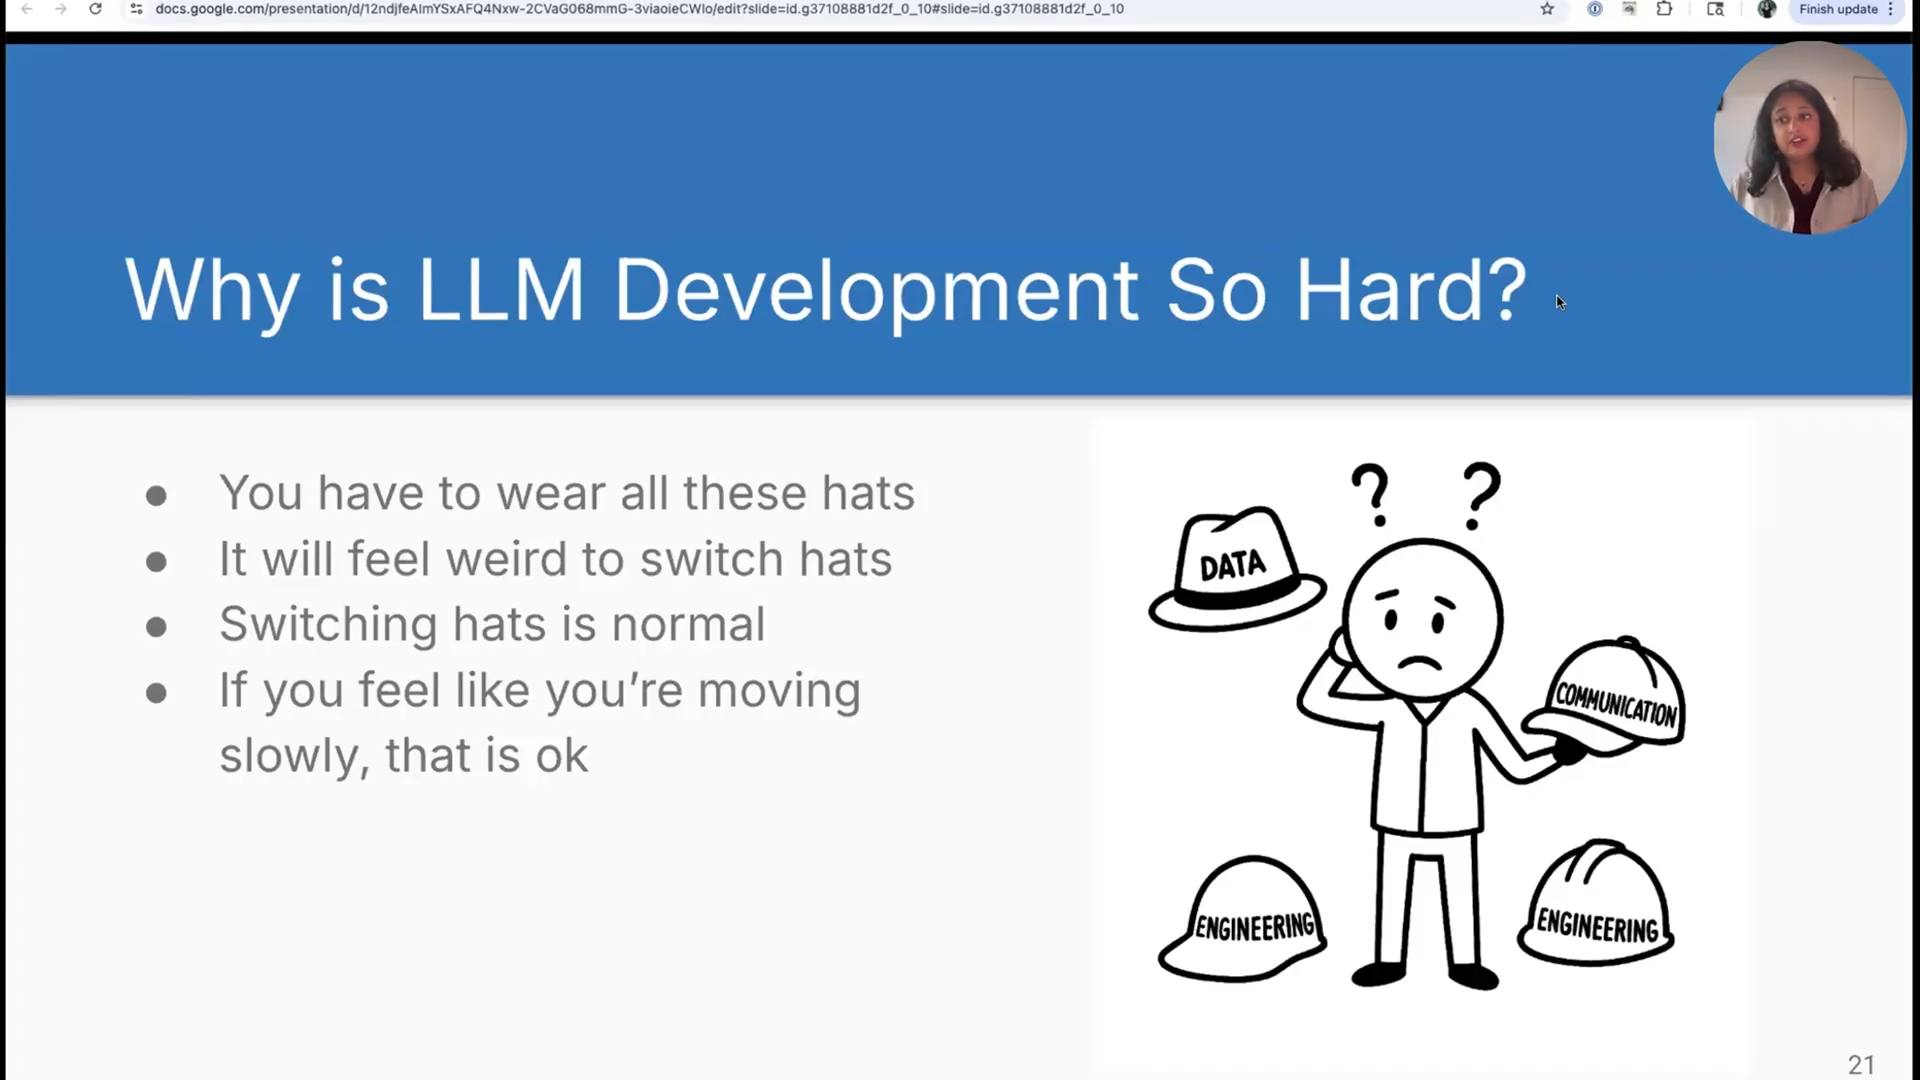 docs.google.com/presentation/d/12ndjfeAlmYSxAFQ4Nxw-2CVaG068mmG-3viaoieCWlo/edit?slide=id.g37108881d2f_0_10#slide=id.g37108881d2f_0_10
Finish update
Why is LLM Development So Hard?
● You have to wear all these hats
● It will feel weird to switch hats
● Switching hats is normal
● If you feel like you’re moving
slowly, that is ok
? ?
DATA
COMMUNICATION
ENGINEERING
ENGINEERING
21